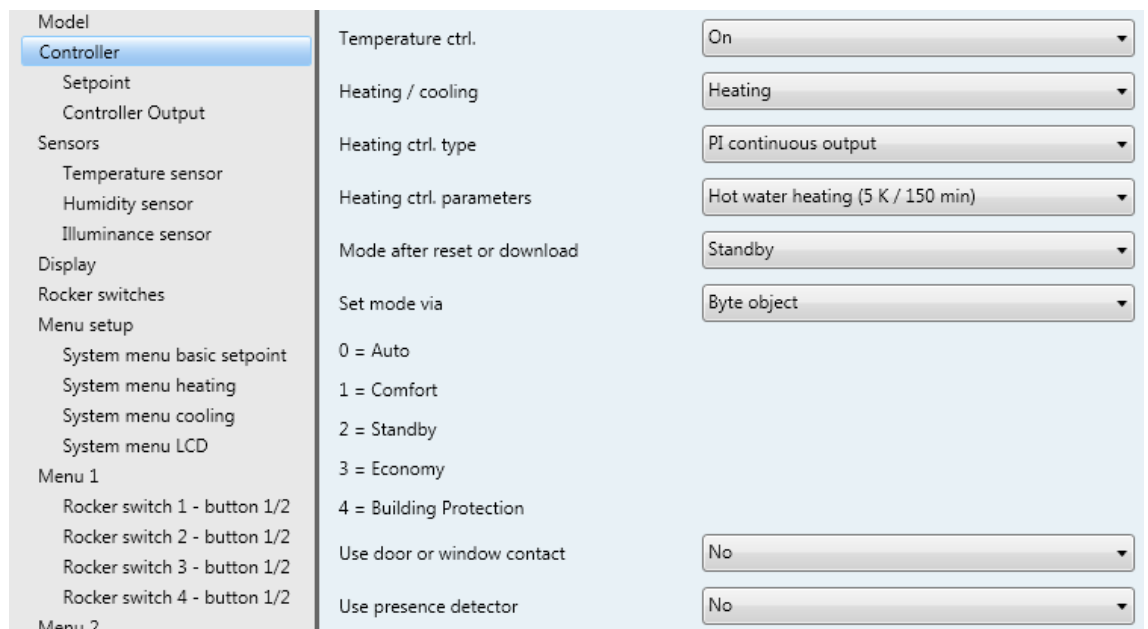 Model
Controller
Setpoint
Controller Output
Sensors
Temperature sensor
Humidity sensor
Illuminance sensor
Display
Rocker switches
Menu setup
System menu basic setpoint
System menu heating
System menu cooling
System menu LCD
Menu 1
Rocker switch 1 - button 1/2
Rocker switch 2 - button 1/2
Rocker switch 3 - button 1/2
Rocker switch 4 - button 1/2
Menu 2
Temperature ctrl. On
Heating / cooling Heating
Heating ctrl. type PI continuous output
Heating ctrl. parameters Hot water heating (5 K / 150 min)
Mode after reset or download Standby
Set mode via Byte object
0 = Auto
1 = Comfort
2 = Standby
3 = Economy
4 = Building Protection
Use door or window contact No
Use presence detector No